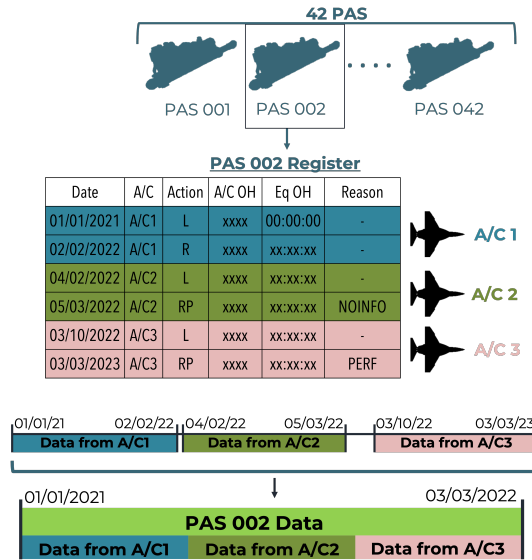 42 PAS
PAS 001 PAS 002 PAS 042
PAS 002 Register
Date A/C Action A/C OH Eq OH Reason
01/01/2021 A/C1 L xxxx 00:00:00 -
02/02/2022 A/C1 R xxxx xx:xx:xx -
A/C 1
04/02/2022 A/C2 L xxxx xx:xx:xx -
05/03/2022 A/C2 RP xxxx xx:xx:xx NOINFO
A/C 2
03/10/2022 A/C3 L xxxx xx:xx:xx -
03/03/2023 A/C3 RP xxxx xx:xx:xx PERF
A/C 3
01/01/21 02/02/22 04/02/22 05/03/22 03/10/22 03/03/23
Data from A/C1 Data from A/C2 Data from A/C3
01/01/2021 03/03/2022
PAS 002 Data
Data from A/C1 Data from A/C2 Data from A/C3